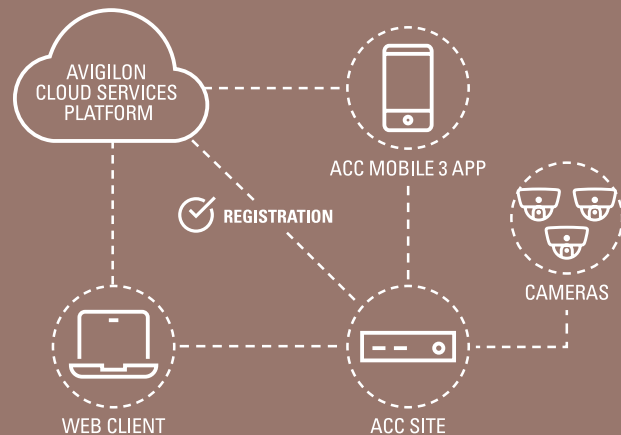 AVIGILON
CLOUD SERVICES
PLATFORM
ACC MOBILE 3 APP
REGISTRATION
CAMERAS
WEB CLIENT
ACC SITE